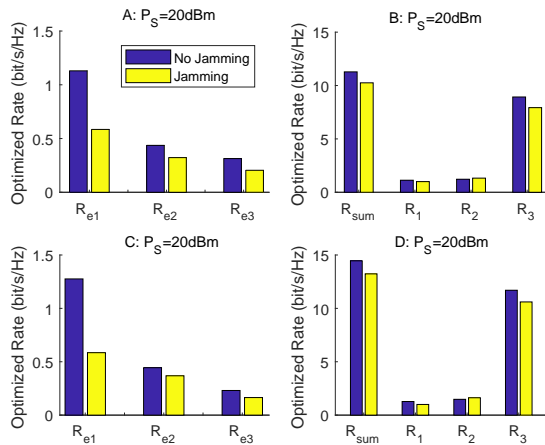 A: P_S=20dBm
Optimized Rate (bit/s/Hz)
1.5
1
0.5
0
No Jamming
Jamming
R_e1 R_e2 R_e3
B: P_S=20dBm
Optimized Rate (bit/s/Hz)
15
10
5
0
R_sum R_1 R_2 R_3
C: P_S=20dBm
Optimized Rate (bit/s/Hz)
1.5
1
0.5
0
R_e1 R_e2 R_e3
D: P_S=20dBm
Optimized Rate (bit/s/Hz)
15
10
5
0
R_sum R_1 R_2 R_3